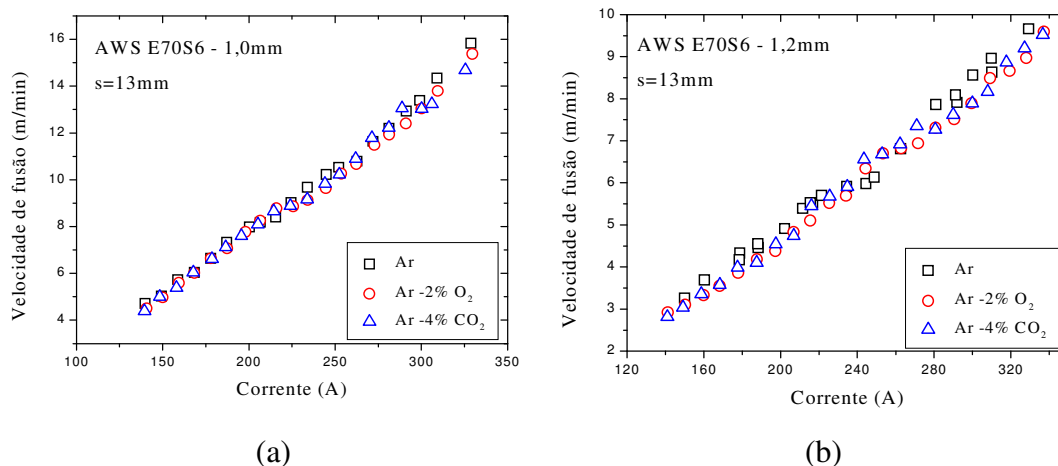 AWS E70S6 - 1,0mm
s=13mm
Velocidade de fusão (m/min)
16
14
12
10
8
6
4
Ar
Ar -2% O₂
Ar -4% CO₂
100 150 200 250 300 350
Corrente (A)
(a)
AWS E70S6 - 1,2mm
s=13mm
Velocidade de fusão (m/min)
10
9
8
7
6
5
4
3
2
Ar
Ar -2% O₂
Ar -4% CO₂
120 160 200 240 280 320
Corrente (A)
(b)